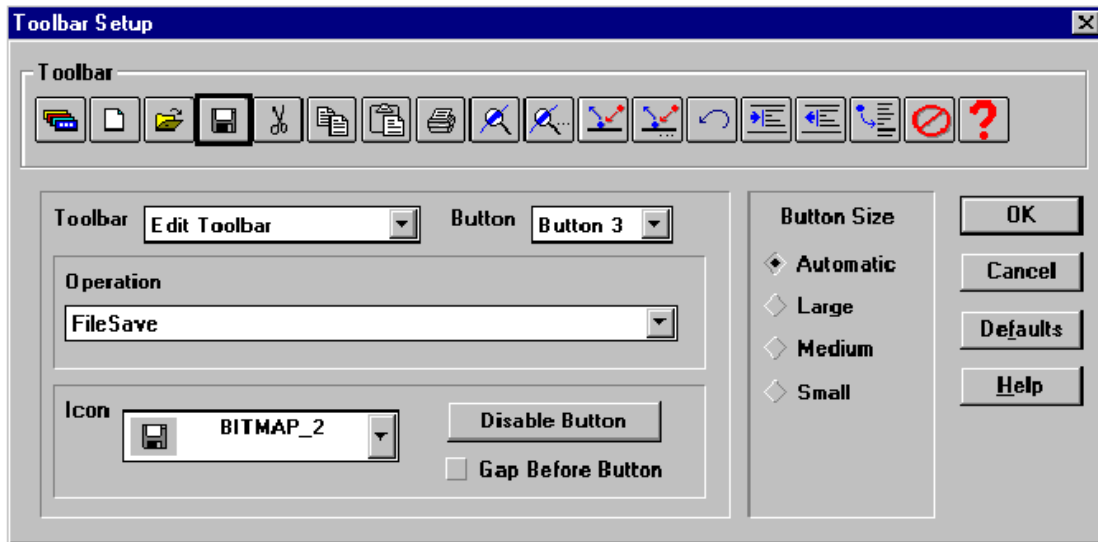 Toolbar Setup
Toolbar
Toolbar Edit Toolbar Button Button 3
Operation
FileSave
Icon BITMAP_2 Disable Button
Gap Before Button
Button Size
Automatic
Large
Medium
Small
OK
Cancel
Defaults
Help